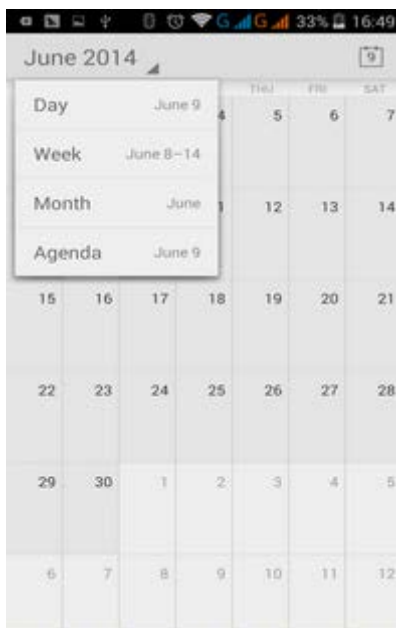 G G 33% 16:49
June 2014 9
THU FRI SAT
Day June 9
4 5 6 7
Week June 8–14
Month June
12 13 14
Agenda June 9
15 16 17 18 19 20 21
22 23 24 25 26 27 28
29 30 1 2 3 4 5
6 7 8 9 10 11 12